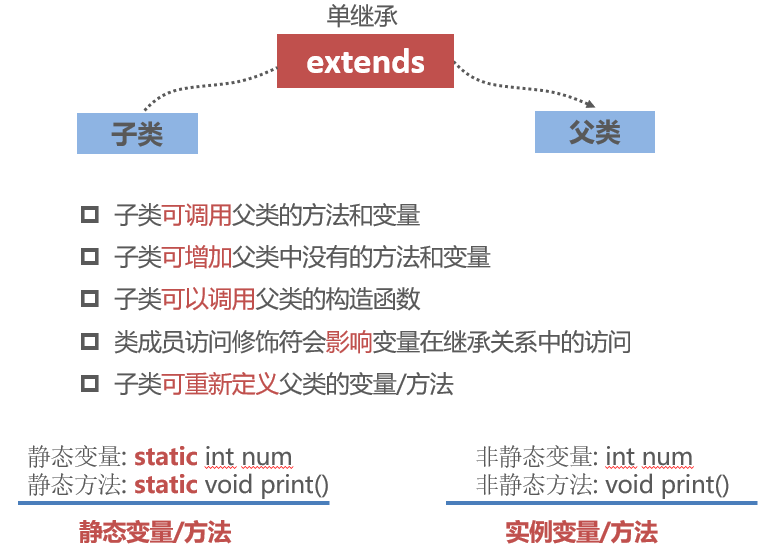 单继承
extends
子类
父类
子类可调用父类的方法和变量
子类可增加父类中没有的方法和变量
子类可以调用父类的构造函数
类成员访问修饰符会影响变量在继承关系中的访问
子类可重新定义父类的变量/方法
静态变量: static int num
静态方法: static void print()
静态变量/方法
非静态变量: int num
非静态方法: void print()
实例变量/方法